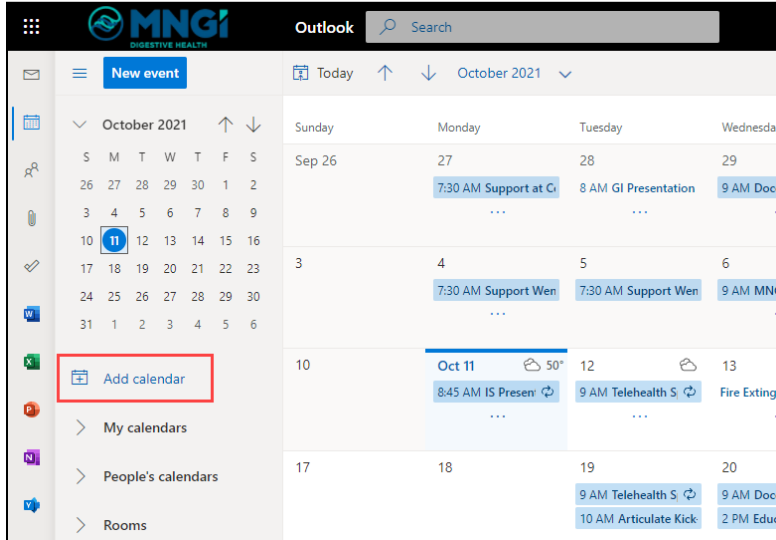 MNGI
DIGESTIVE HEALTH
Outlook
Search
New event
Today
October 2021
October 2021
S M T W T F S
26 27 28 29 30 1 2
3 4 5 6 7 8 9
10 11 12 13 14 15 16
17 18 19 20 21 22 23
24 25 26 27 28 29 30
31 1 2 3 4 5 6
Add calendar
My calendars
People's calendars
Rooms
Sunday Monday Tuesday Wednesda
Sep 26 27 28 29
7:30 AM Support at C 8 AM GI Presentation 9 AM Doc
... ...
3 4 5 6
7:30 AM Support Wen 7:30 AM Support Wen 9 AM MN
...
10 Oct 11 50° 12 13
8:45 AM IS Present 9 AM Telehealth S Fire Exting
... ...
17 18 19 20
9 AM Telehealth S 9 AM Doc
10 AM Articulate Kick 2 PM Educ